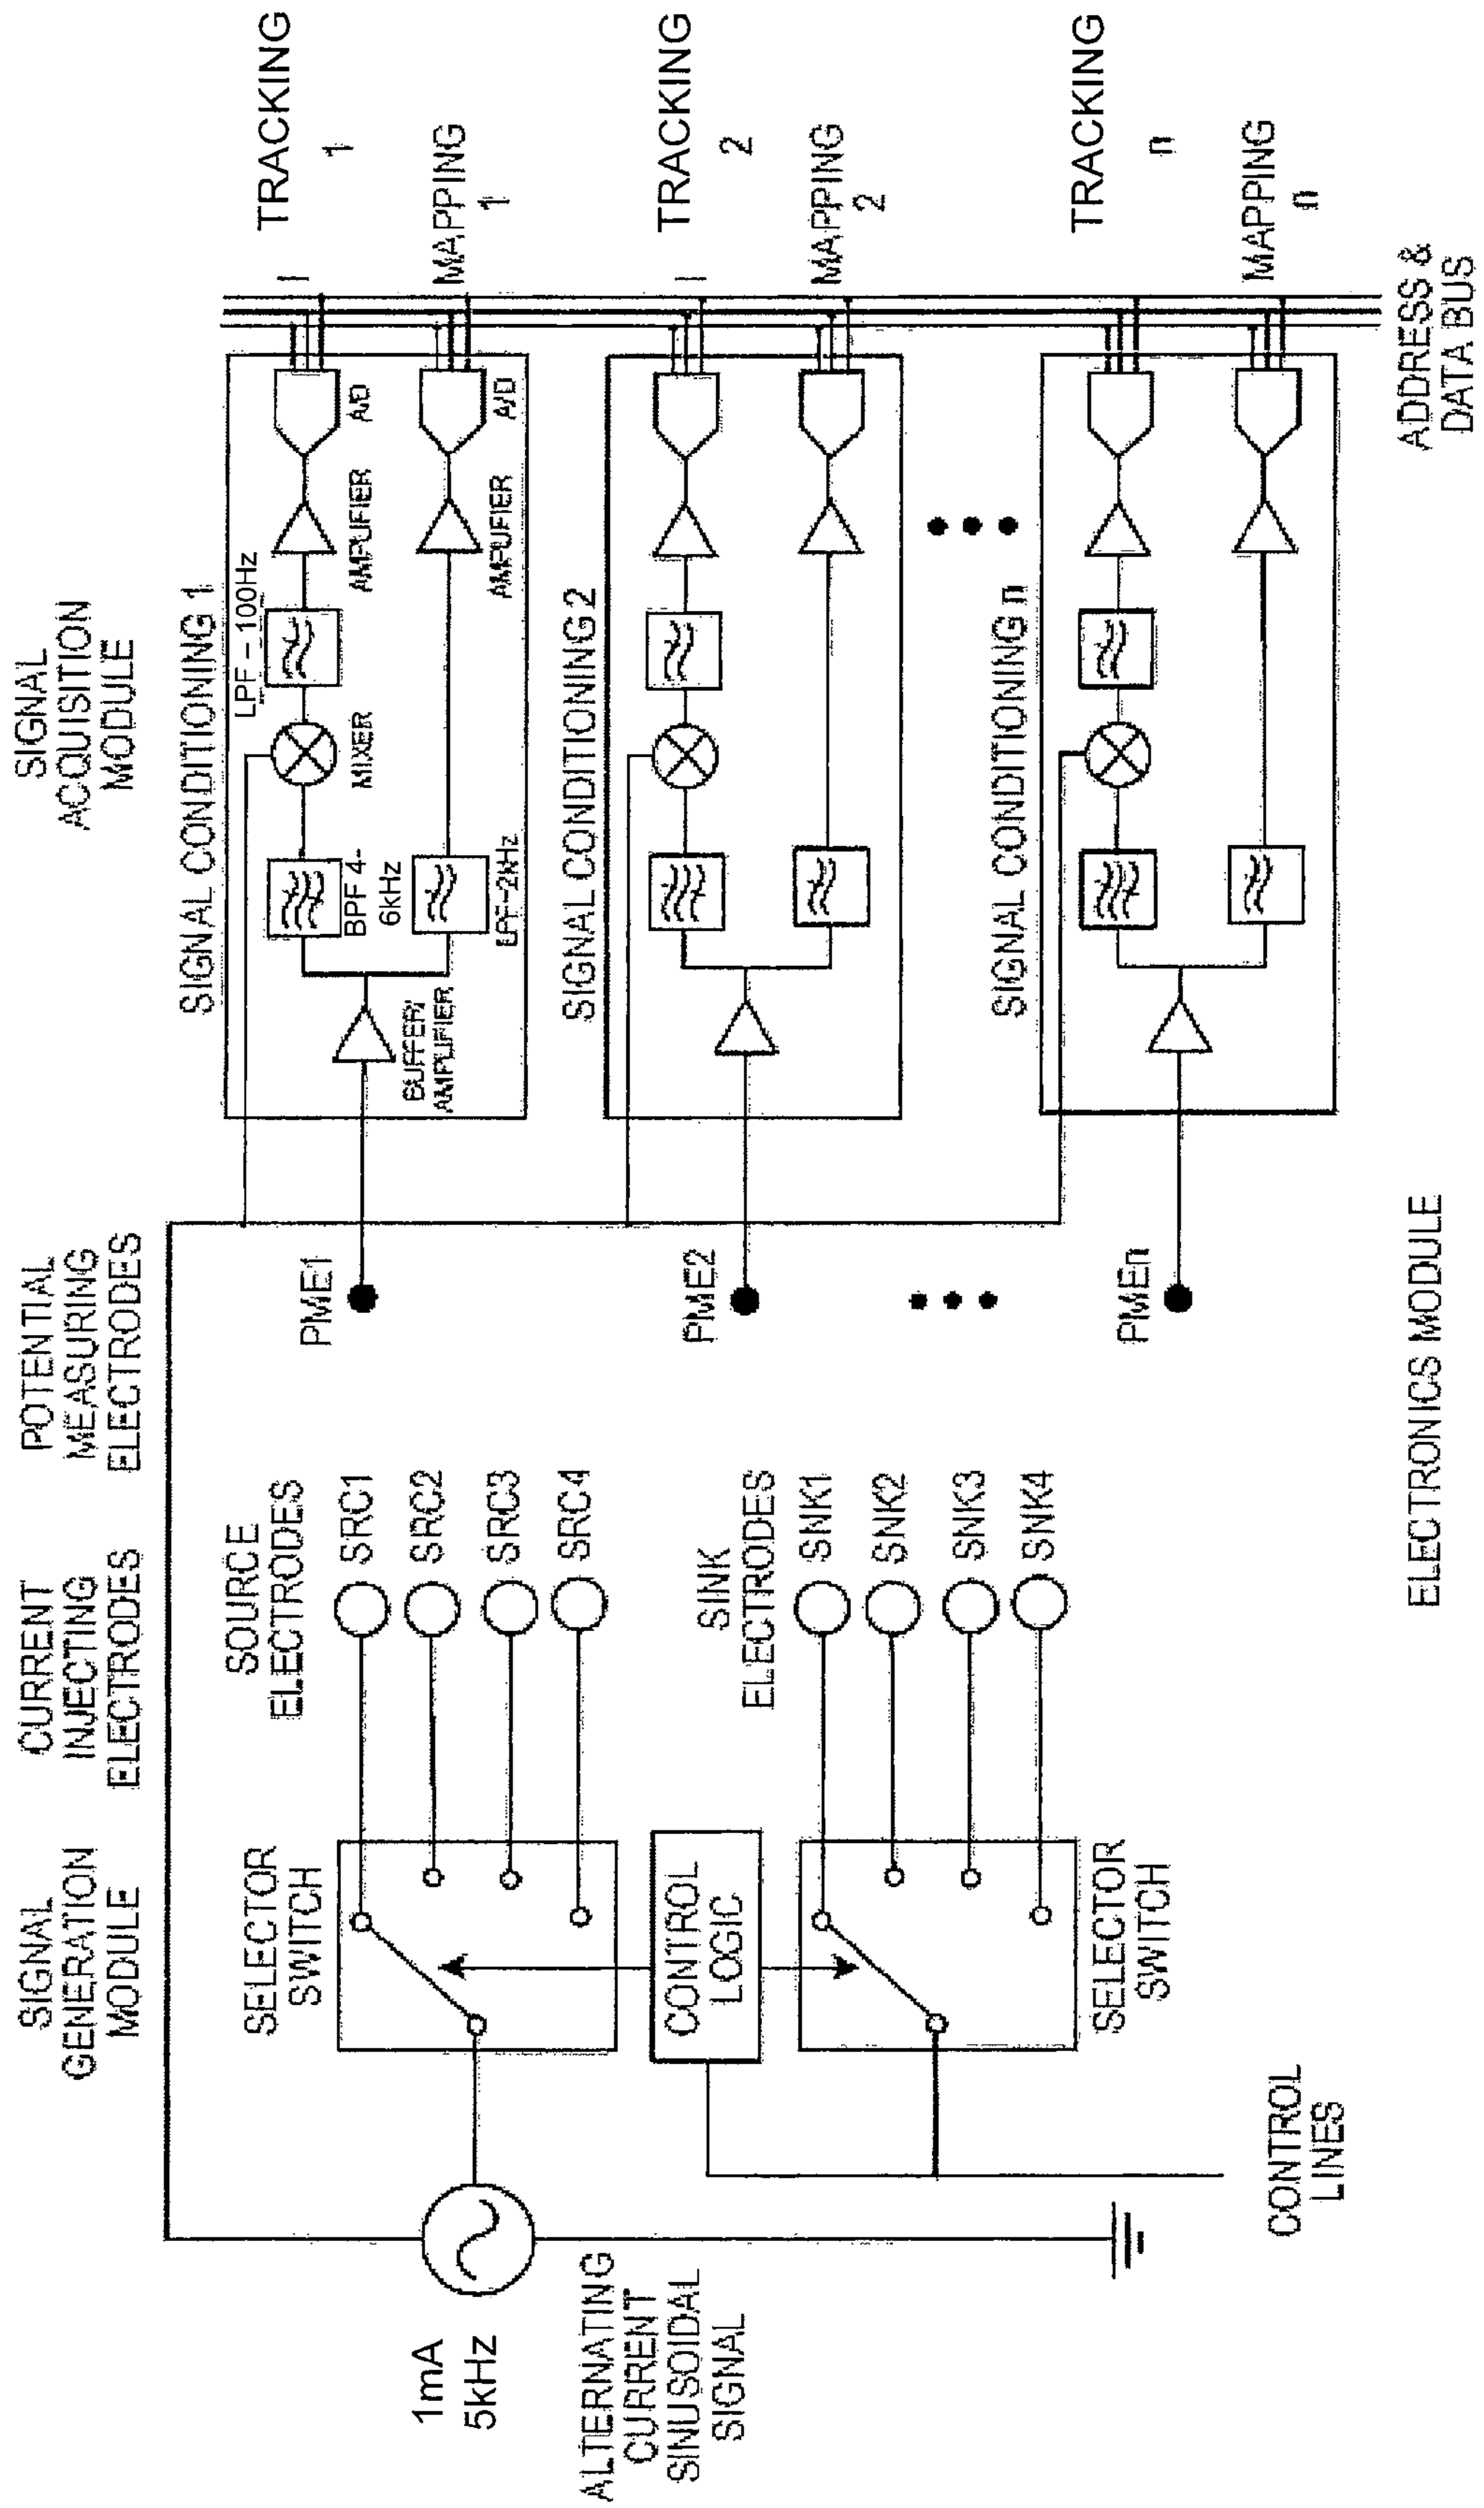 SIGNAL
GENERATION
MODULE
CURRENT
INJECTING
ELECTRODES
POTENTIAL
MEASURING
ELECTRODES
SIGNAL
ACQUISITION
MODULE
1mA
5kHz
ALTERNATING
CURRENT
SINUSOIDAL
SIGNAL
SELECTOR
SWITCH
CONTROL
LOGIC
SELECTOR
SWITCH
CONTROL
LINES
SOURCE
ELECTRODES
SRC1
SRC2
SRC3
SRC4
SINK
ELECTRODES
SNK1
SNK2
SNK3
SNK4
PME1
PME2
PMEn
SIGNAL CONDITIONING 1
BUFFER/
AMPLIFIER
BPF 4-
6kHz
LPF-2kHz
MIXER
LPF - 100Hz
AMPLIFIER
AMPLIFIER
A/D
A/D
TRACKING
1
MAPPING
1
SIGNAL CONDITIONING 2
TRACKING
2
MAPPING
2
SIGNAL CONDITIONING n
TRACKING
n
MAPPING
n
ADDRESS &
DATA BUS
ELECTRONICS MODULE